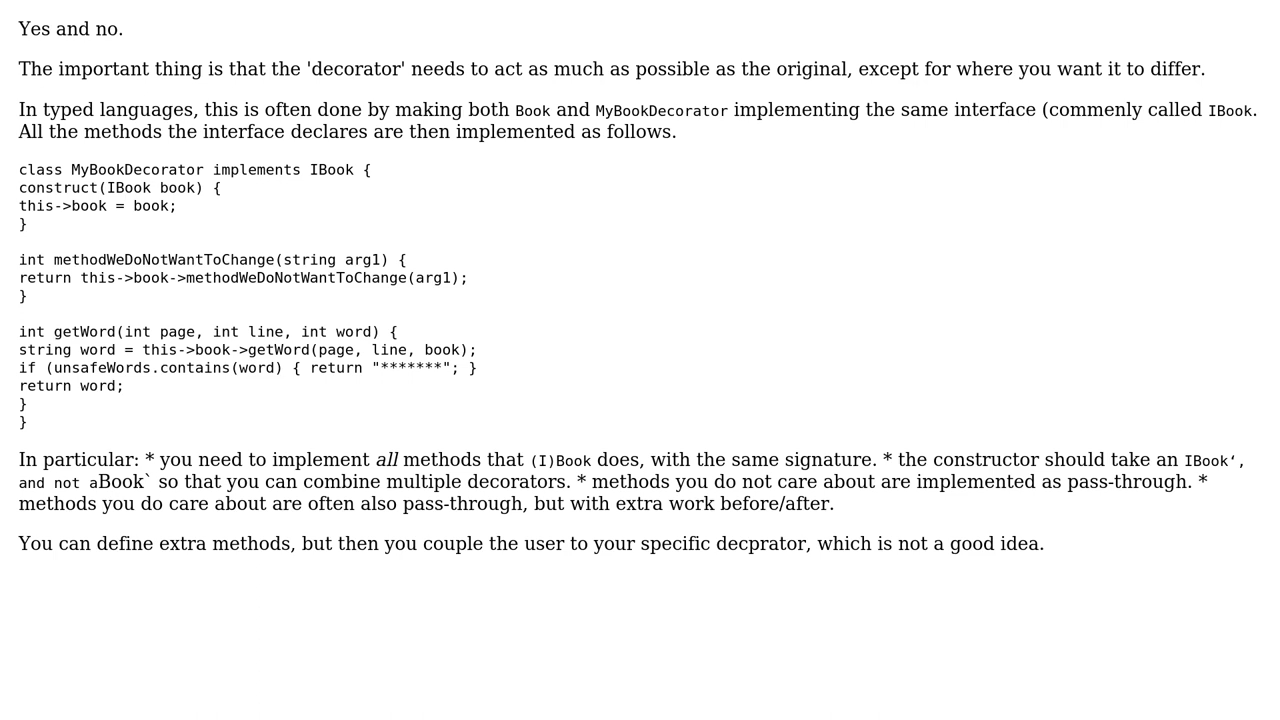 Yes and no.
The important thing is that the 'decorator' needs to act as much as possible as the original, except for where you want it to differ.
In typed languages, this is often done by making both Book and MyBookDecorator implementing the same interface (commenly called IBook.
All the methods the interface declares are then implemented as follows.
class MyBookDecorator implements IBook {
construct(IBook book) {
this->book = book;
}
int methodWeDoNotWantToChange(string arg1) {
return this->book->methodWeDoNotWantToChange(arg1);
}
int getWord(int page, int line, int word) {
string word = this->book->getWord(page, line, book);
if (unsafeWords.contains(word) { return "*******"; }
return word;
}
}
In particular: * you need to implement all methods that (I)Book does, with the same signature. * the constructor should take an IBook‘,
and not aBook` so that you can combine multiple decorators. * methods you do not care about are implemented as pass-through. *
methods you do care about are often also pass-through, but with extra work before/after.
You can define extra methods, but then you couple the user to your specific decprator, which is not a good idea.